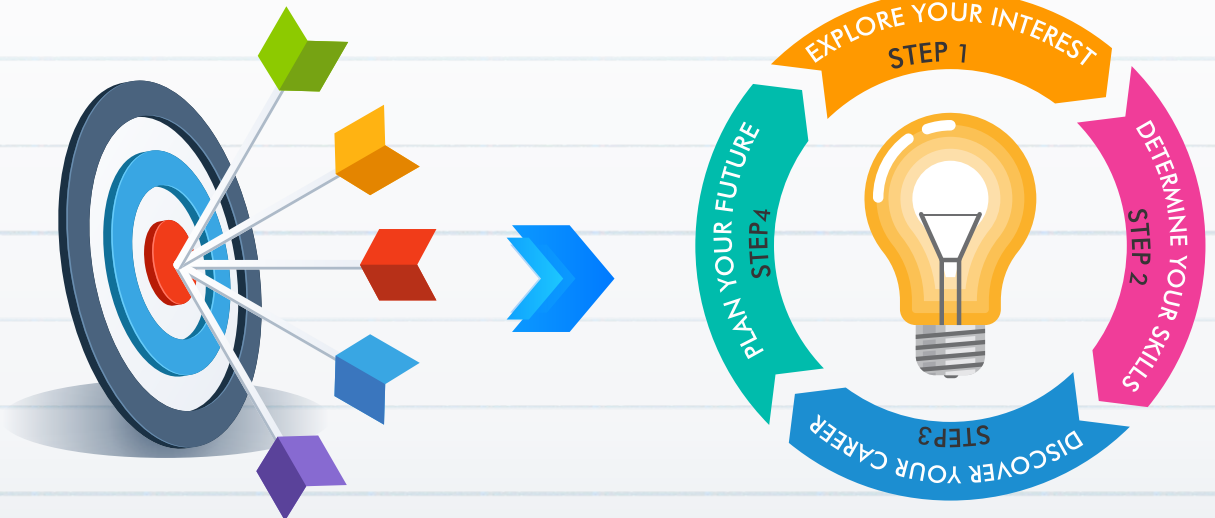 EXPLORE YOUR INTEREST
STEP 1
DETERMINE YOUR SKILLS
STEP 2
DISCOVER YOUR CAREER
STEP3
PLAN YOUR FUTURE
STEP4